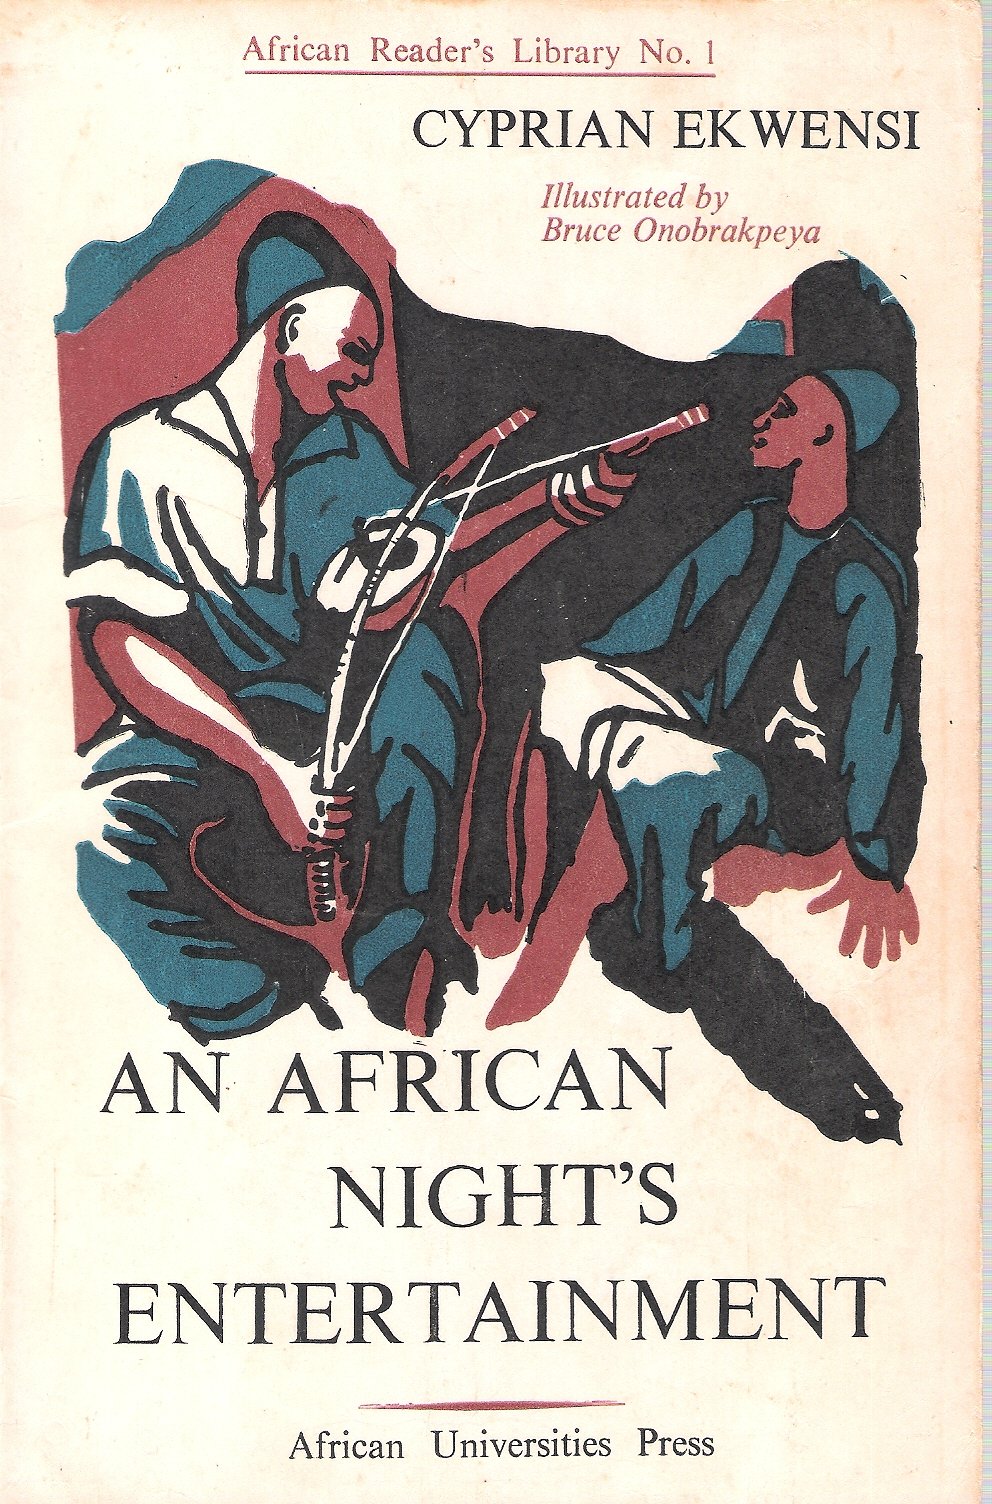 African Reader's Library No. 1
CYPRIAN EKWENSI
Illustrated by
Bruce Onobrakpeya
AN AFRICAN
NIGHT'S
ENTERTAINMENT
African Universities Press